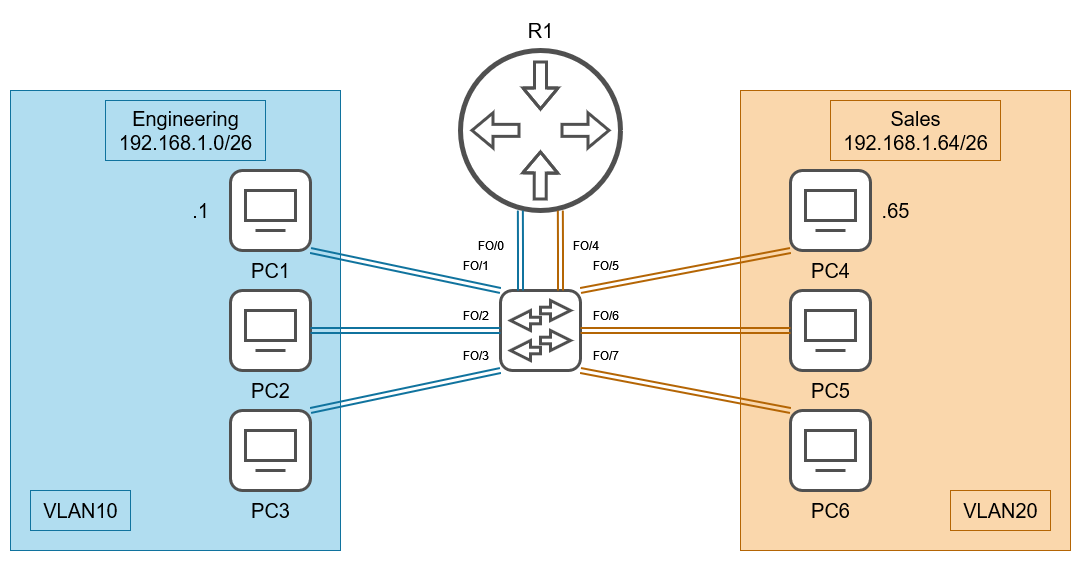 R1
Engineering
192.168.1.0/26
Sales
192.168.1.64/26
.1
.65
FO/0
FO/4
FO/1
FO/5
PC1
PC4
FO/2
FO/6
FO/3
FO/7
PC2
PC5
PC3
PC6
VLAN10
VLAN20